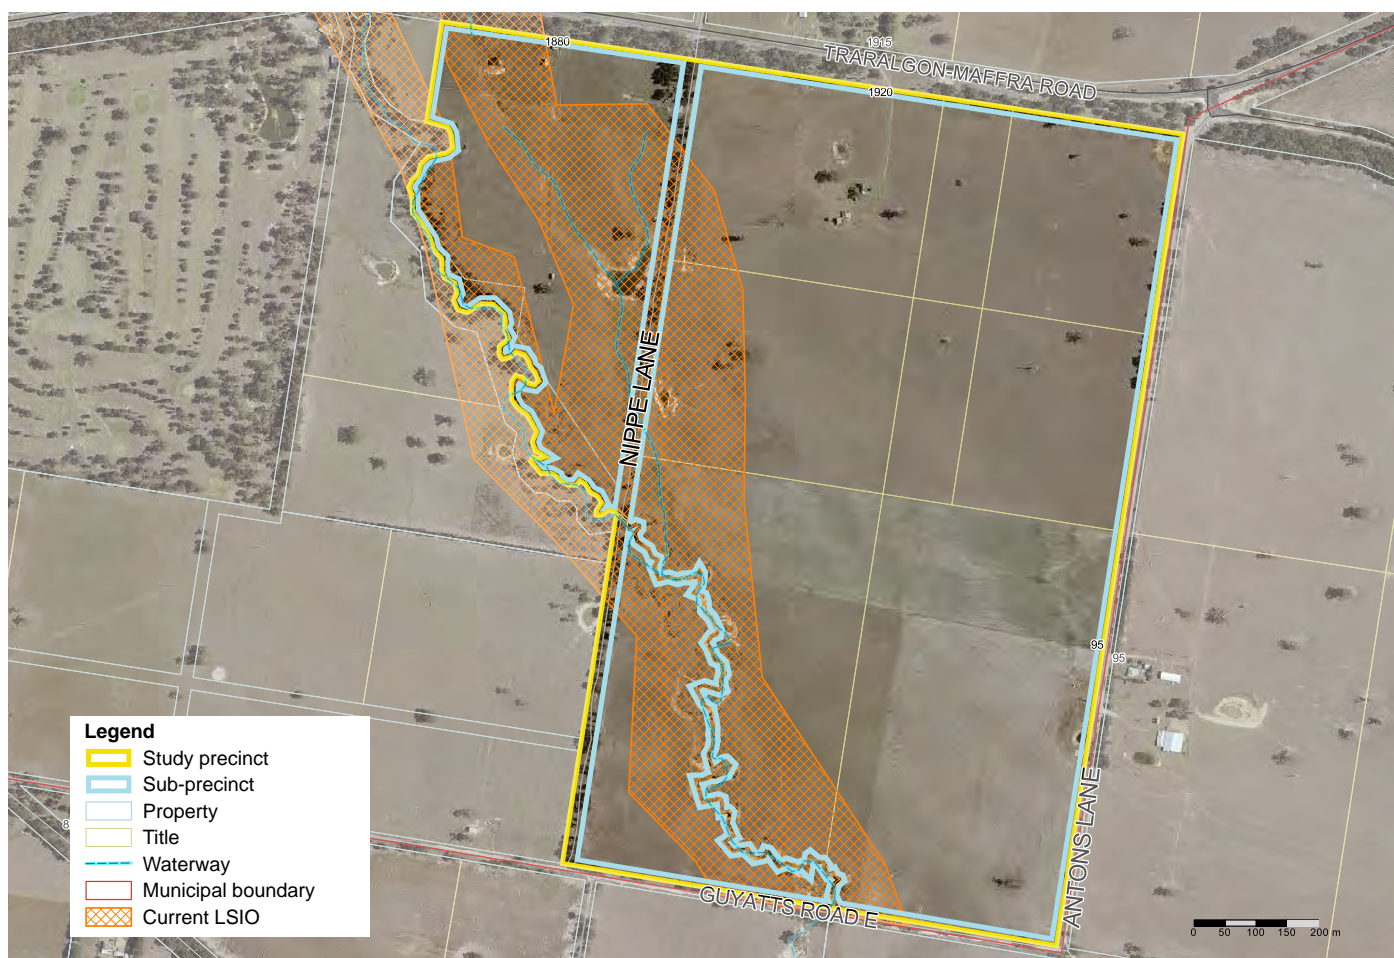 1880
1915
TRARALGON-MAFFRA ROAD
1920
NIPPE LANE
95
95
ANTONS LANE
GUYATTS ROAD E
8
Legend
Study precinct
Sub-precinct
Property
Title
Waterway
Municipal boundary
Current LSIO
0 50 100 150 200 m